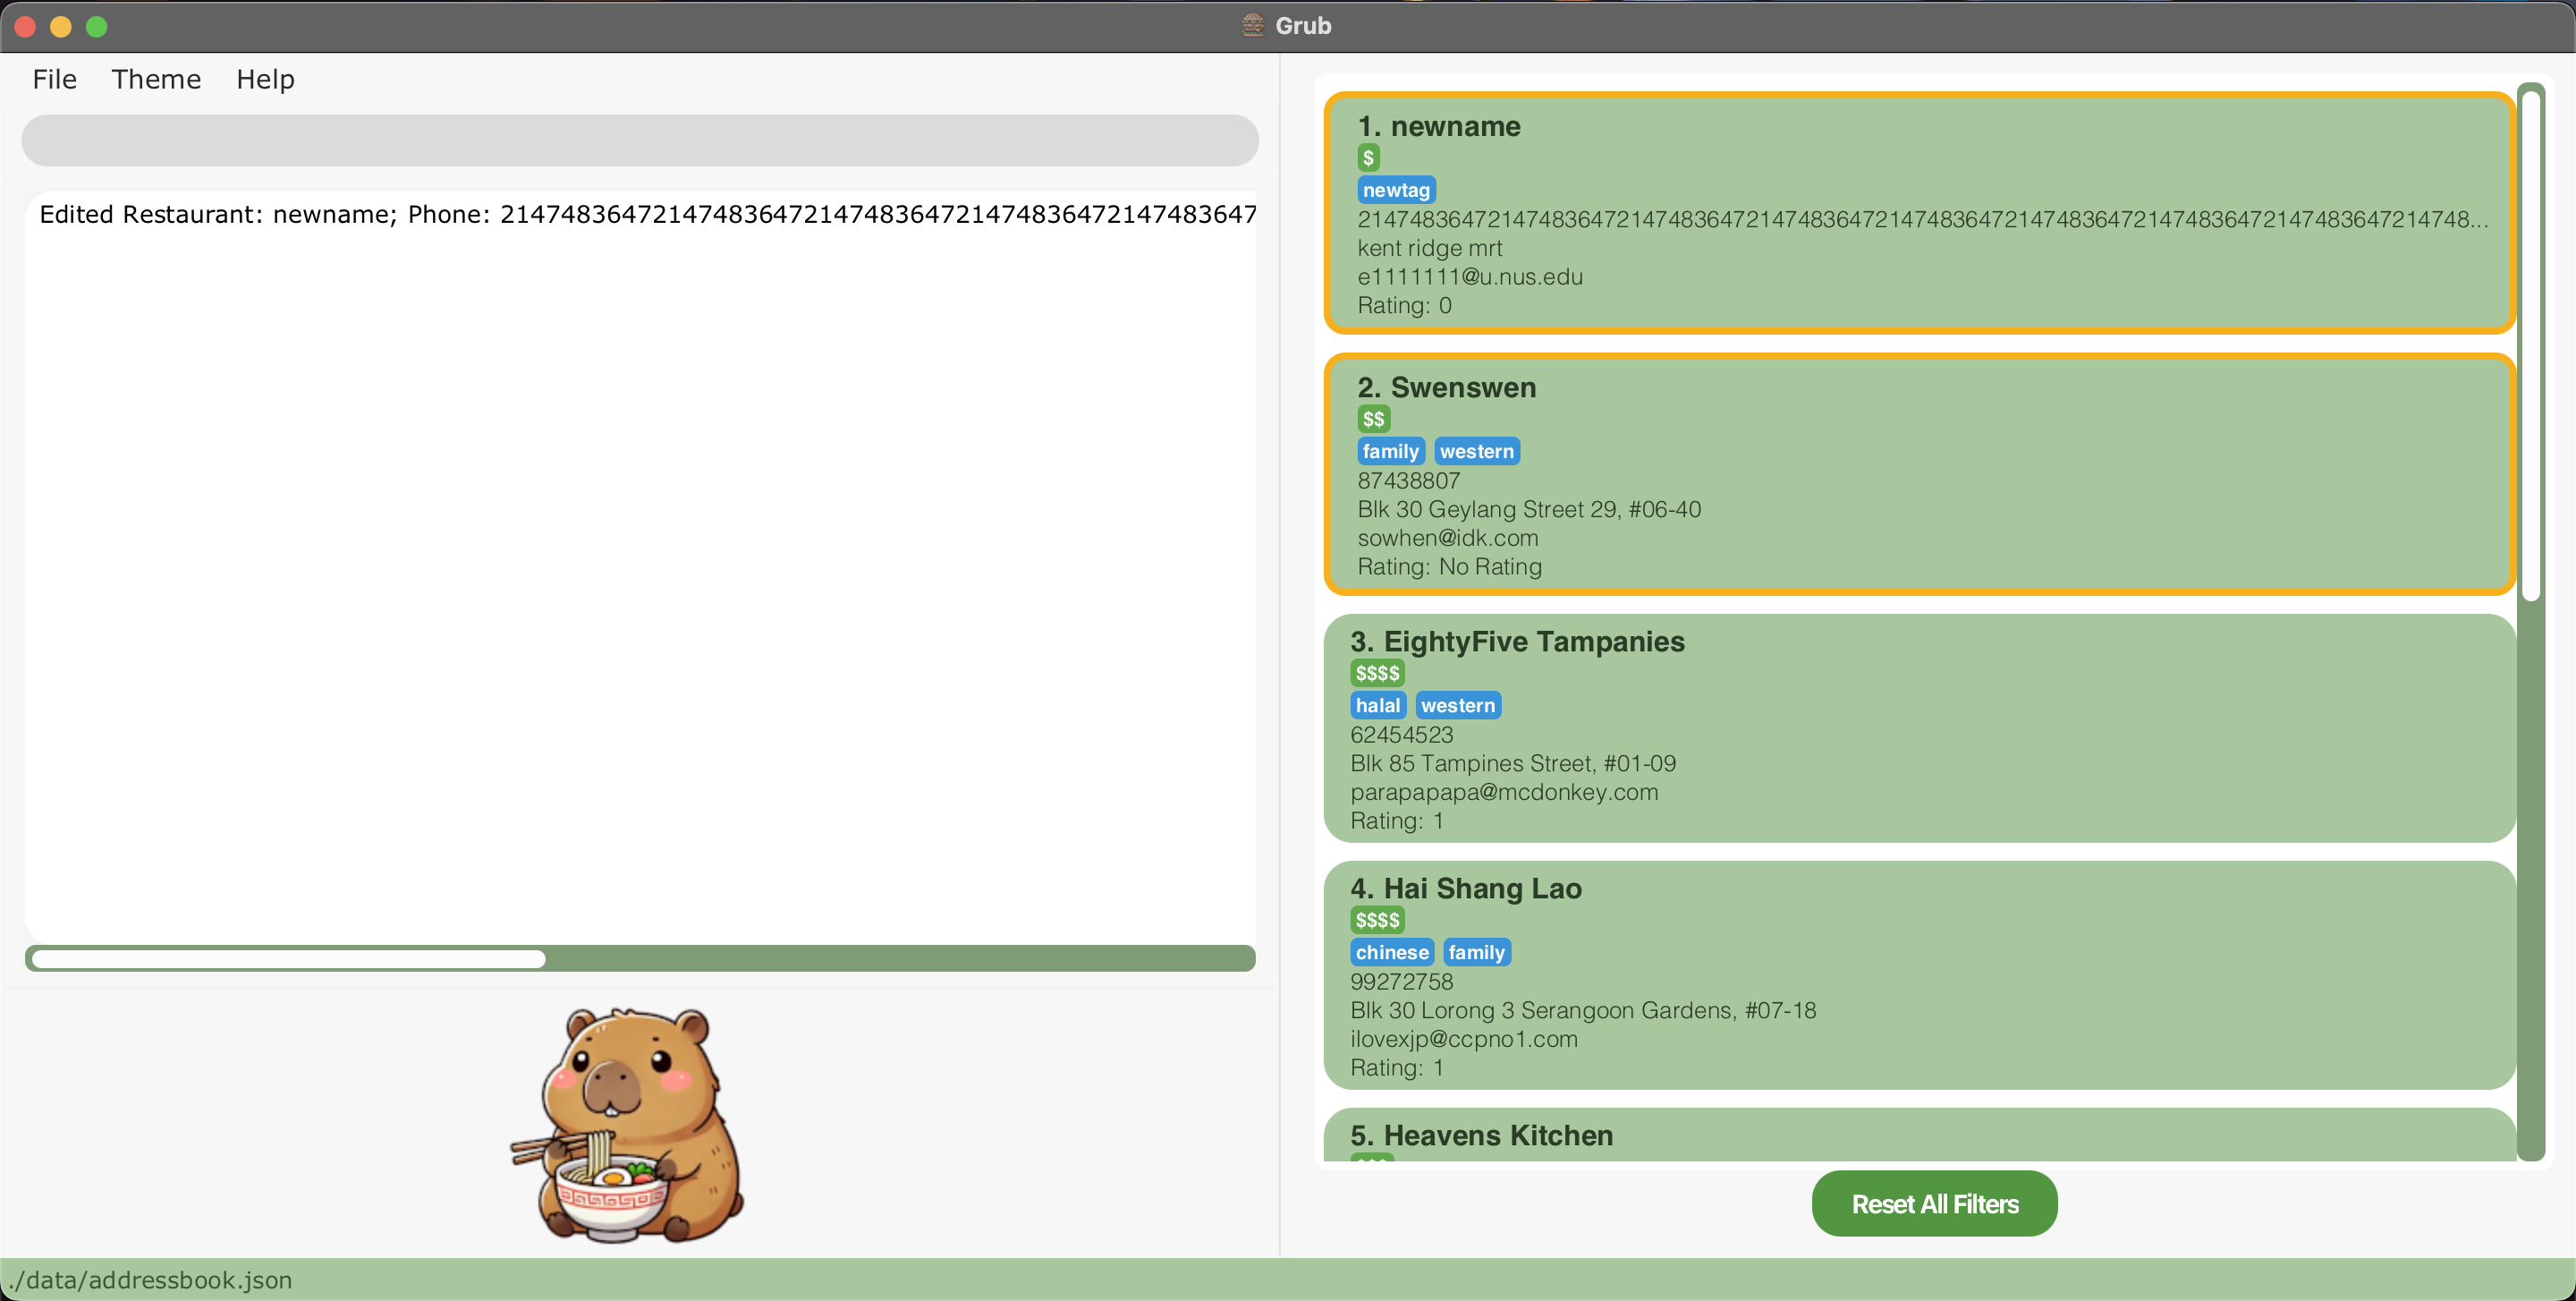 Grub
File Theme Help
Edited Restaurant: newname; Phone: 21474836472147483647214748364721474836472147483647
1. newname
$
newtag
2147483647214748364721474836472147483647214748364721474836472147483647214748...
kent ridge mrt
e1111111@u.nus.edu
Rating: 0
2. Swenswen
$$
family western
87438807
Blk 30 Geylang Street 29, #06-40
sowhen@idk.com
Rating: No Rating
3. EightyFive Tampanies
$$$$
halal western
62454523
Blk 85 Tampines Street, #01-09
parapapapa@mcdonkey.com
Rating: 1
4. Hai Shang Lao
$$$$
chinese family
99272758
Blk 30 Lorong 3 Serangoon Gardens, #07-18
ilovexjp@ccpno1.com
Rating: 1
5. Heavens Kitchen
$$$
Reset All Filters
./data/addressbook.json